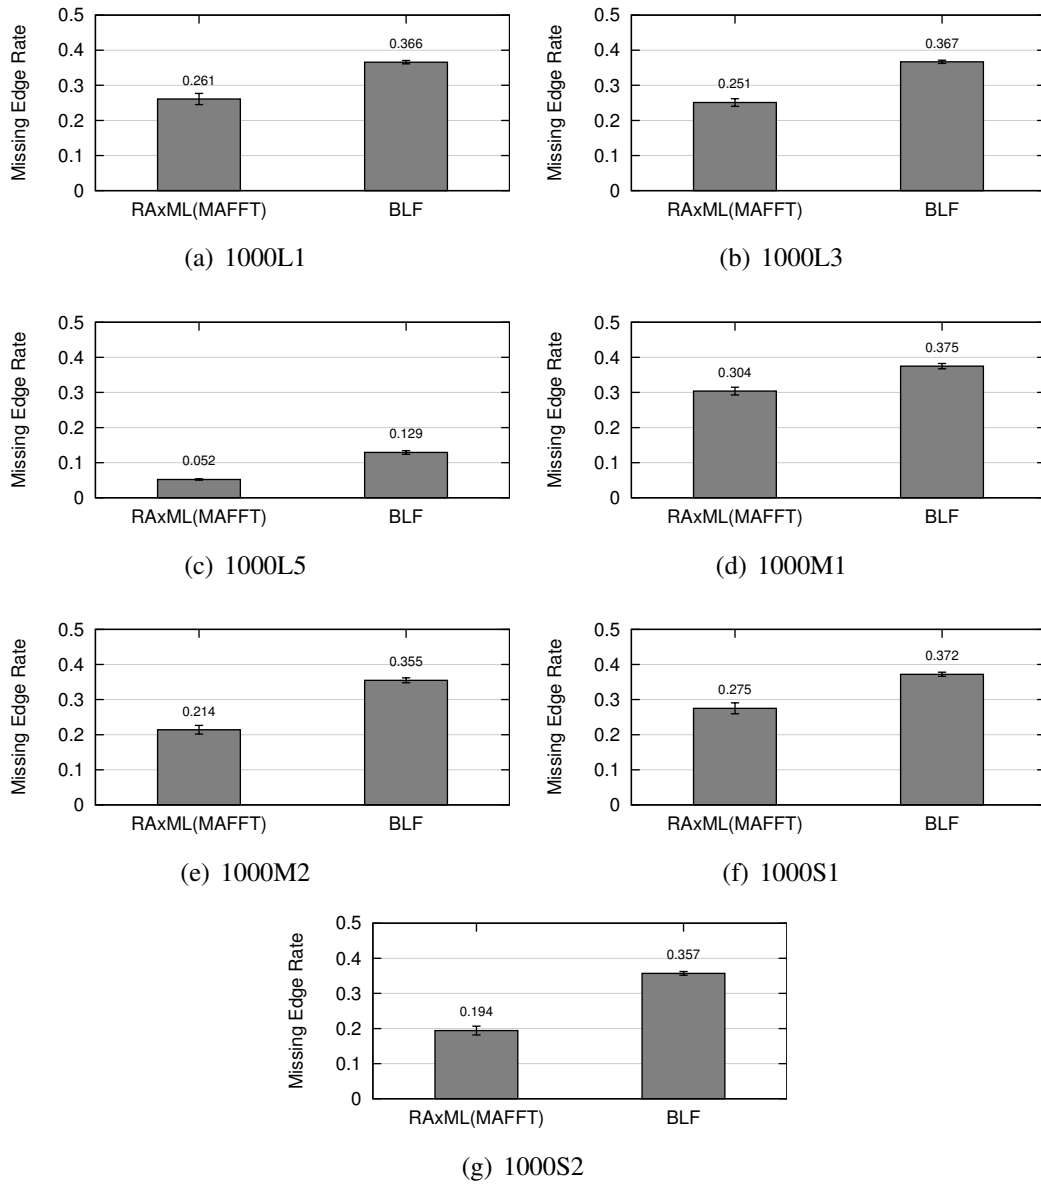 Missing Edge Rate
0.5
0.4
0.3
0.2
0.1
0
0.261
0.366
RAxML(MAFFT)
BLF
(a) 1000L1
Missing Edge Rate
0.5
0.4
0.3
0.2
0.1
0
0.251
0.367
RAxML(MAFFT)
BLF
(b) 1000L3
Missing Edge Rate
0.5
0.4
0.3
0.2
0.1
0
0.052
0.129
RAxML(MAFFT)
BLF
(c) 1000L5
Missing Edge Rate
0.5
0.4
0.3
0.2
0.1
0
0.304
0.375
RAxML(MAFFT)
BLF
(d) 1000M1
Missing Edge Rate
0.5
0.4
0.3
0.2
0.1
0
0.214
0.355
RAxML(MAFFT)
BLF
(e) 1000M2
Missing Edge Rate
0.5
0.4
0.3
0.2
0.1
0
0.275
0.372
RAxML(MAFFT)
BLF
(f) 1000S1
Missing Edge Rate
0.5
0.4
0.3
0.2
0.1
0
0.194
0.357
RAxML(MAFFT)
BLF
(g) 1000S2